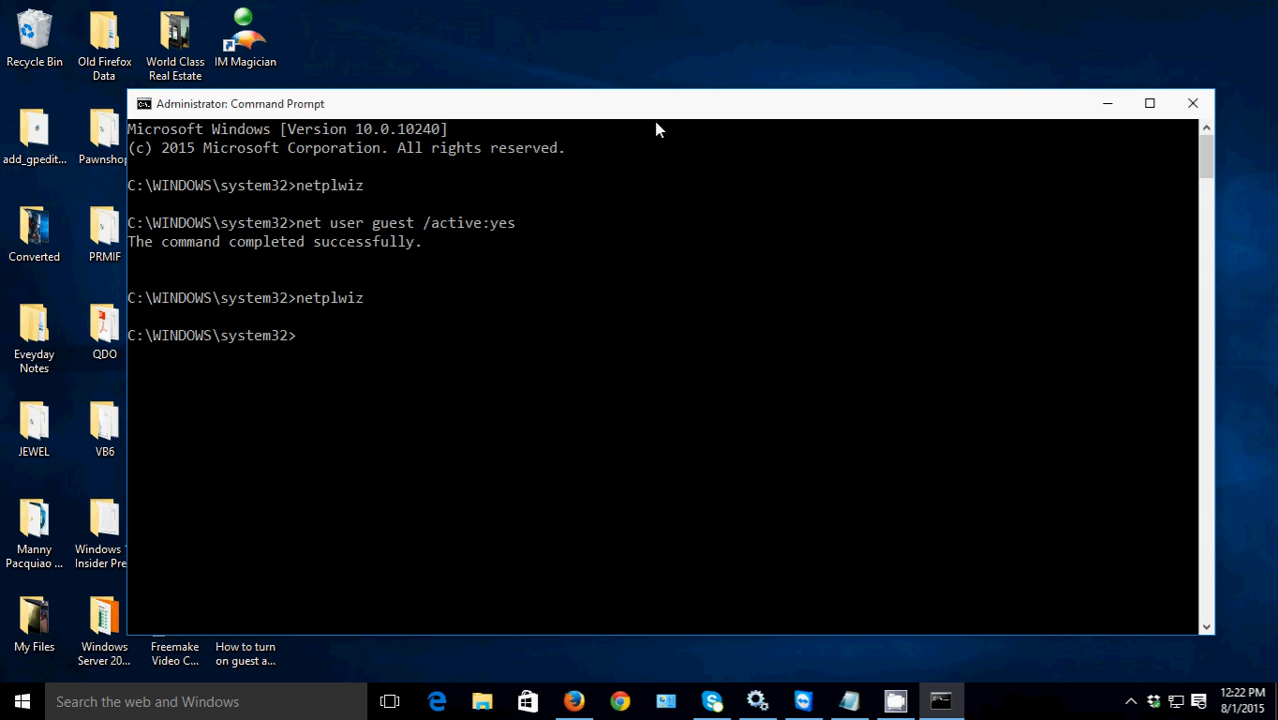 Recycle Bin
Old Firefox
Data
World Class
Real Estate
IM Magician
add_gpedit...
Pawnshop
Converted
PRMIF
Eveyday
Notes
QDO
JEWEL
VB6
Manny
Pacquiao ...
Windows
Insider Pre
My Files
Windows
Server 20...
Freemake
Video C...
How to turn
on guest a...
Administrator: Command Prompt
Microsoft Windows [Version 10.0.10240]
(c) 2015 Microsoft Corporation. All rights reserved.
C:\WINDOWS\system32>netplwiz
C:\WINDOWS\system32>net user guest /active:yes
The command completed successfully.
C:\WINDOWS\system32>netplwiz
C:\WINDOWS\system32>
Search the web and Windows
12:22 PM
8/1/2015